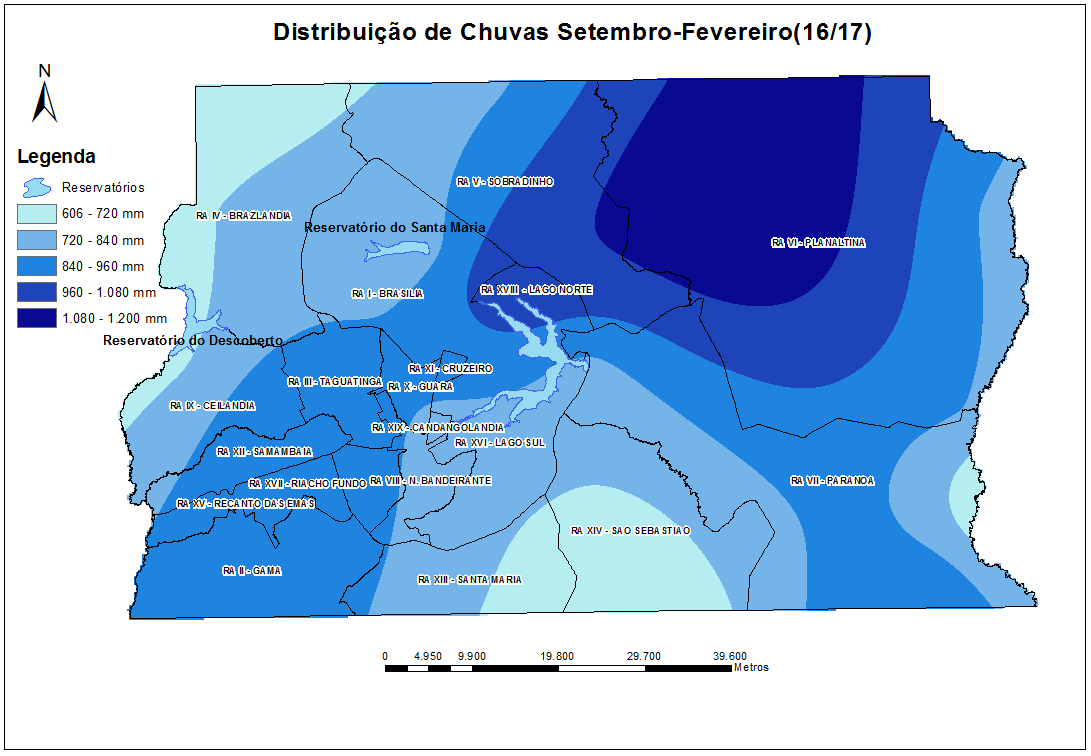 Distribuição de Chuvas Setembro-Fevereiro(16/17)
N
Legenda
Reservatórios
606 - 720 mm
720 - 840 mm
840 - 960 mm
960 - 1.080 mm
1.080 - 1.200 mm
RA V - SOBRADINHO
RA IV - BRAZLANDIA
Reservatório do Santa Maria
RA VI - PLANALTINA
RA I - BRASILIA
RA XVIII - LAGO NORTE
Reservatório do Descoberto
RA XI - CRUZEIRO
RA III - TAGUATINGA
RA X - GUARA
RA IX - CEILANDIA
RA XIX - CANDANGOLANDIA
RA XVI - LAGO SUL
RA XII - SAMAMBAIA
RA XVII - RIACHO FUNDO
RA VIII - N. BANDEIRANTE
RA VII - PARANOA
RA XV - RECANTO DAS EMAS
RA XIV - SAO SEBASTIAO
RA II - GAMA
RA XIII - SANTA MARIA
0 4.950 9.900 19.800 29.700 39.600
Metros